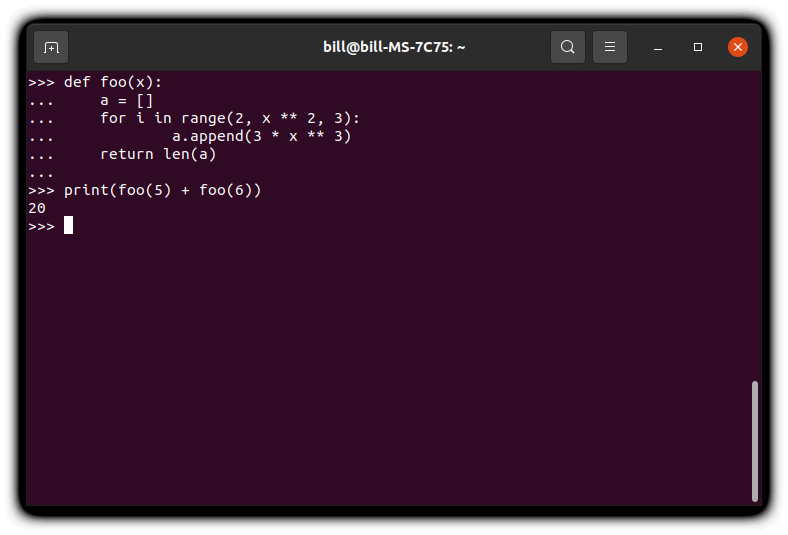 bill@bill-MS-7C75: ~
>>> def foo(x):
...     a = []
...     for i in range(2, x ** 2, 3):
...             a.append(3 * x ** 3)
...     return len(a)
...
>>> print(foo(5) + foo(6))
20
>>>